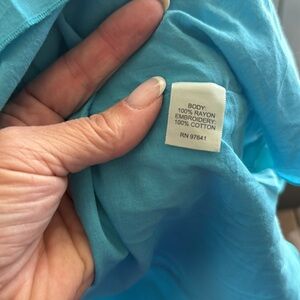 BODY:
100% RAYON
EMBROIDERY:
100% COTTON
RN 97641